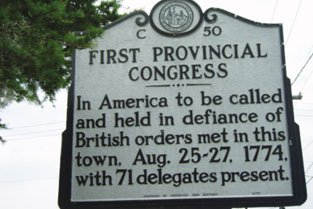 C 50
FIRST PROVINCIAL
CONGRESS
In America to be called
and held in defiance of
British orders met in this
town, Aug. 25-27, 1774,
with 71 delegates present.